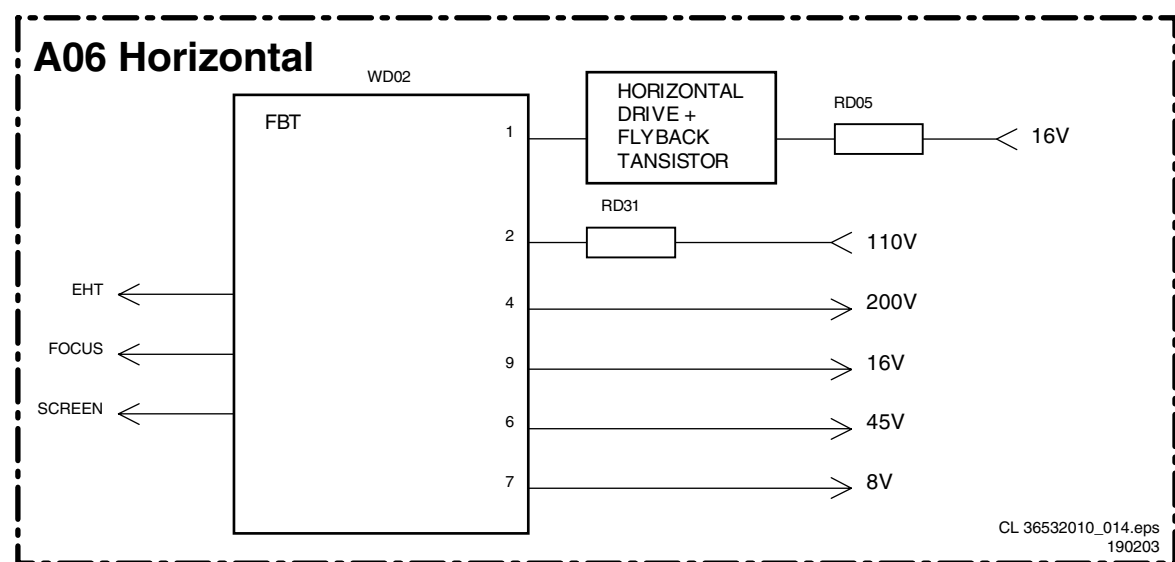 A06 Horizontal
WD02
FBT
1
HORIZONTAL
DRIVE +
FLYBACK
TANSISTOR
RD05
16V
RD31
2
110V
EHT
4
200V
FOCUS
9
16V
SCREEN
6
45V
7
8V
CL 36532010_014.eps
190203